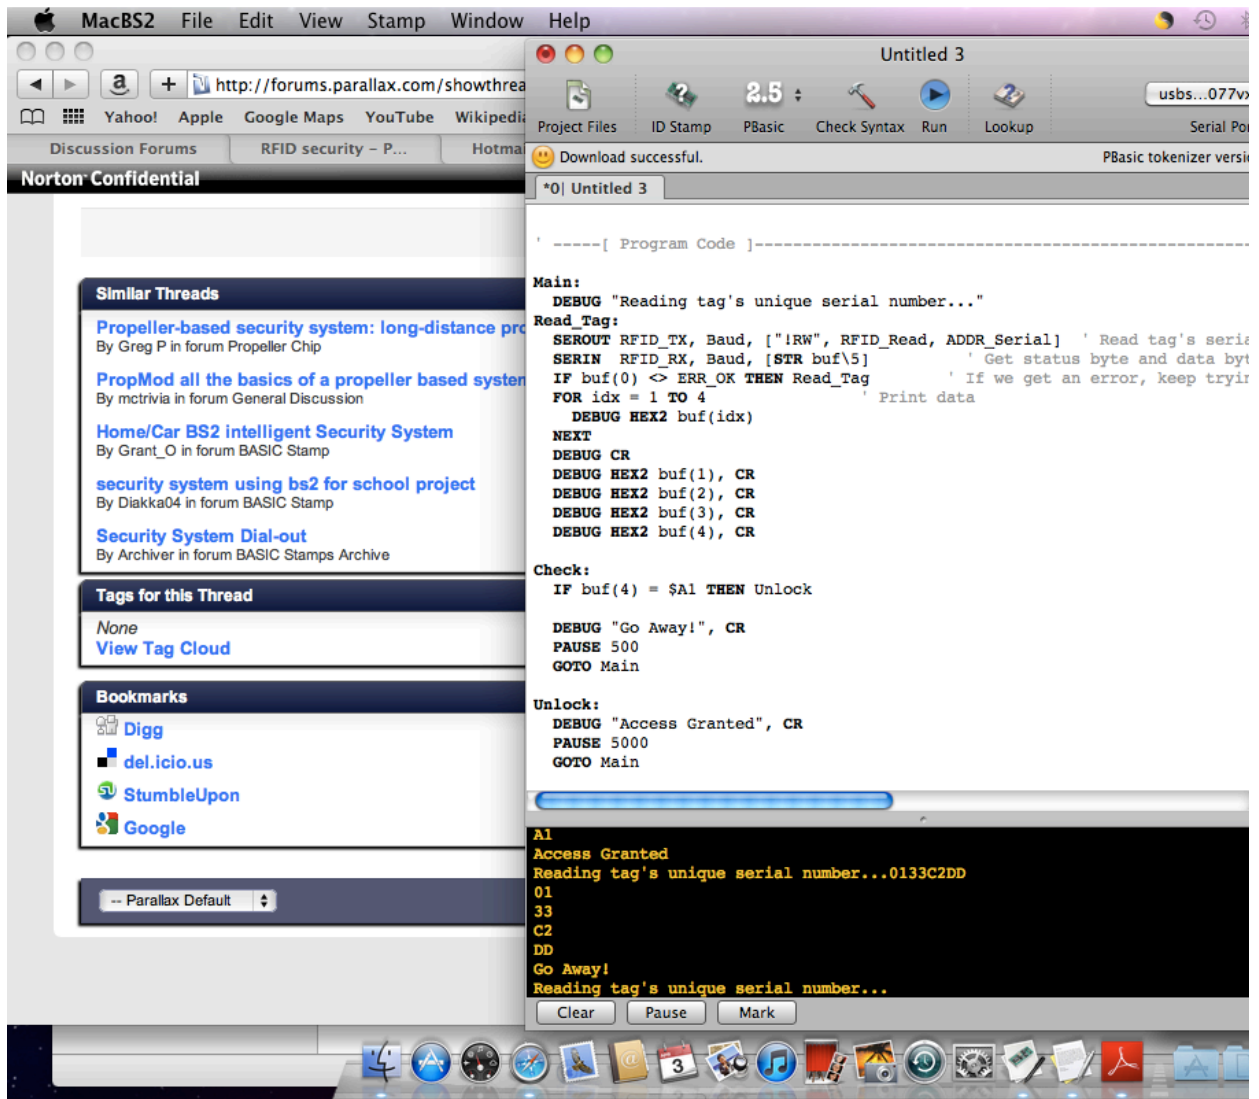 MacBS2 File Edit View Stamp Window Help
http://forums.parallax.com/showthrea
Yahoo! Apple Google Maps YouTube Wikipedi
Discussion Forums RFID security – P... Hotmai
Norton Confidential
Similar Threads
Propeller-based security system: long-distance pro
By Greg P in forum Propeller Chip
PropMod all the basics of a propeller based system
By mctrivia in forum General Discussion
Home/Car BS2 intelligent Security System
By Grant_O in forum BASIC Stamp
security system using bs2 for school project
By Diakka04 in forum BASIC Stamp
Security System Dial-out
By Archiver in forum BASIC Stamps Archive
Tags for this Thread
None
View Tag Cloud
Bookmarks
Digg
del.icio.us
StumbleUpon
Google
-- Parallax Default
Untitled 3
2.5 usbs...077vx
Project Files ID Stamp PBasic Check Syntax Run Lookup Serial Por
Download successful. PBasic tokenizer versi
*0| Untitled 3
' -----[ Program Code ]----------------------------------------------------
Main:
DEBUG "Reading tag's unique serial number..."
Read_Tag:
SEROUT RFID_TX, Baud, ["!RW", RFID_Read, ADDR_Serial] ' Read tag's seria
SERIN RFID_RX, Baud, [STR buf\5] ' Get status byte and data byt
IF buf(0) <> ERR_OK THEN Read_Tag ' If we get an error, keep tryin
FOR idx = 1 TO 4 ' Print data
DEBUG HEX2 buf(idx)
NEXT
DEBUG CR
DEBUG HEX2 buf(1), CR
DEBUG HEX2 buf(2), CR
DEBUG HEX2 buf(3), CR
DEBUG HEX2 buf(4), CR
Check:
IF buf(4) = $A1 THEN Unlock
DEBUG "Go Away!", CR
PAUSE 500
GOTO Main
Unlock:
DEBUG "Access Granted", CR
PAUSE 5000
GOTO Main
A1
Access Granted
Reading tag's unique serial number...0133C2DD
01
33
C2
DD
Go Away!
Reading tag's unique serial number...
Clear Pause Mark
3